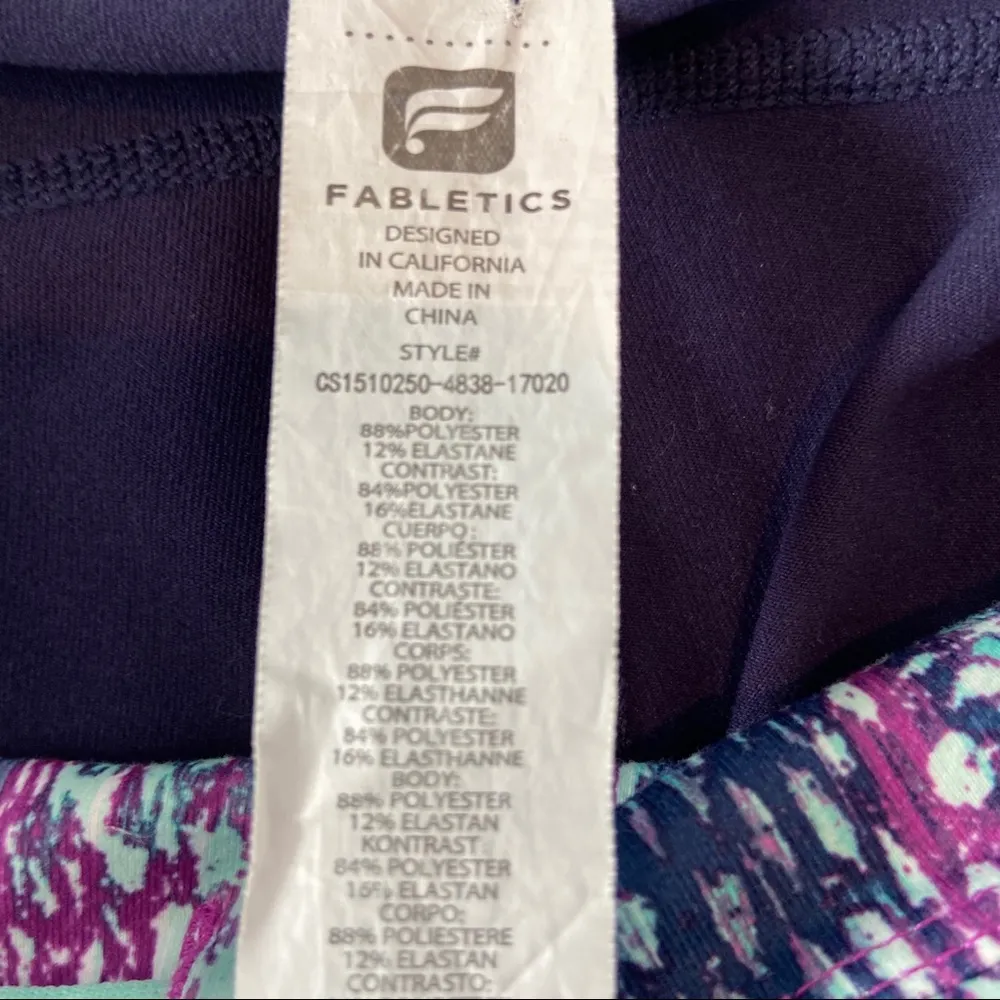 FABLETICS
DESIGNED
IN CALIFORNIA
MADE IN
CHINA
STYLE#
CS1510250-4838-17020
BODY:
88%POLYESTER
12% ELASTANE
CONTRAST:
84%POLYESTER
16%ELASTANE
CUERPO:
88% POLIÉSTER
12% ELASTANO
CONTRASTE:
84% POLIÉSTER
16% ELASTANO
CORPS:
88% POLYESTER
12% ELASTHANNE
CONTRASTE:
84% POLYESTER
16% ELASTHANNE
BODY:
88% POLYESTER
12% ELASTAN
KONTRAST:
84% POLYESTER
16% ELASTAN
CORPO:
88% POLIESTERE
12% ELASTAN
CONTRASTO: